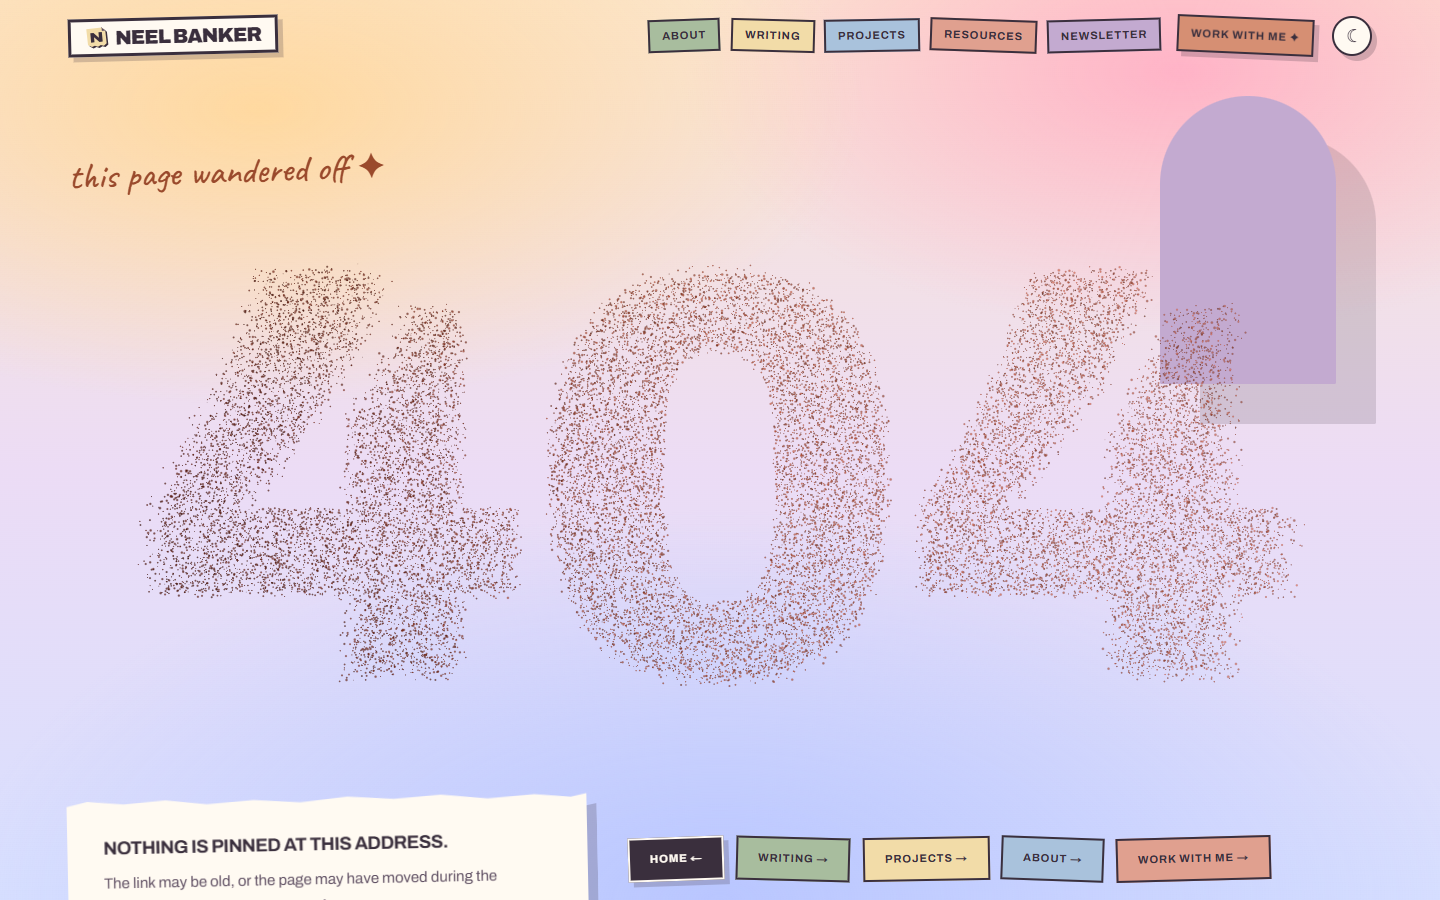 N NEEL BANKER
ABOUT WRITING PROJECTS RESOURCES NEWSLETTER WORK WITH ME ✦
this page wandered off ✦
404
NOTHING IS PINNED AT THIS ADDRESS.
The link may be old, or the page may have moved during the
HOME ← WRITING → PROJECTS → ABOUT → WORK WITH ME →